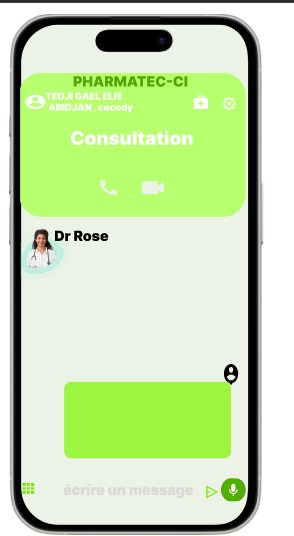 PHARMATEC-CI
TEDJI GAEL ELIE
ABIDJAN , cocody
Consultation
Dr Rose
écrire un message